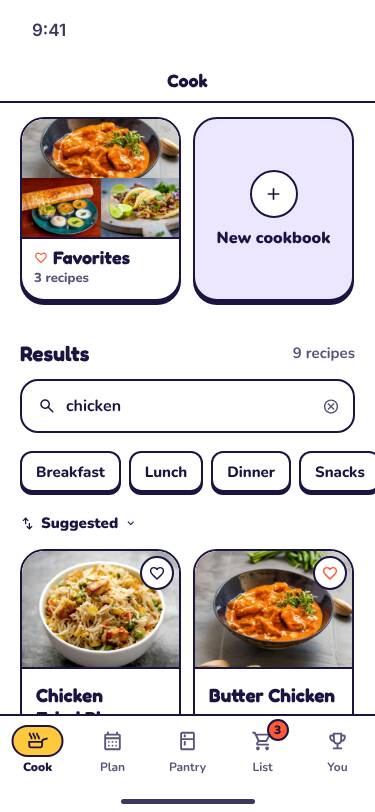 9:41
Cook
Favorites
3 recipes
New cookbook
Results
9 recipes
chicken
Breakfast
Lunch
Dinner
Snacks
Suggested
Chicken
Butter Chicken
3
Cook
Plan
Pantry
List
You